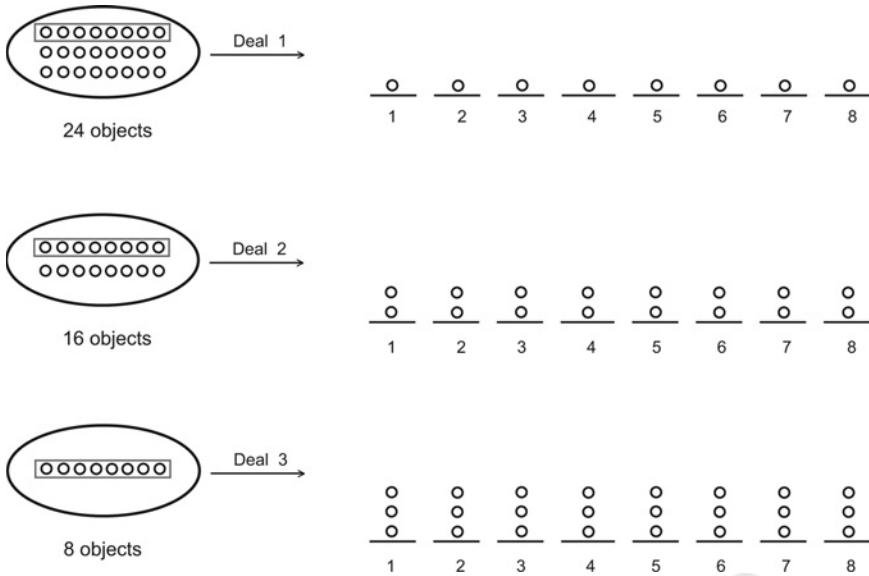 Deal 1
1 2 3 4 5 6 7 8
24 objects
Deal 2
1 2 3 4 5 6 7 8
16 objects
Deal 3
1 2 3 4 5 6 7 8
8 objects